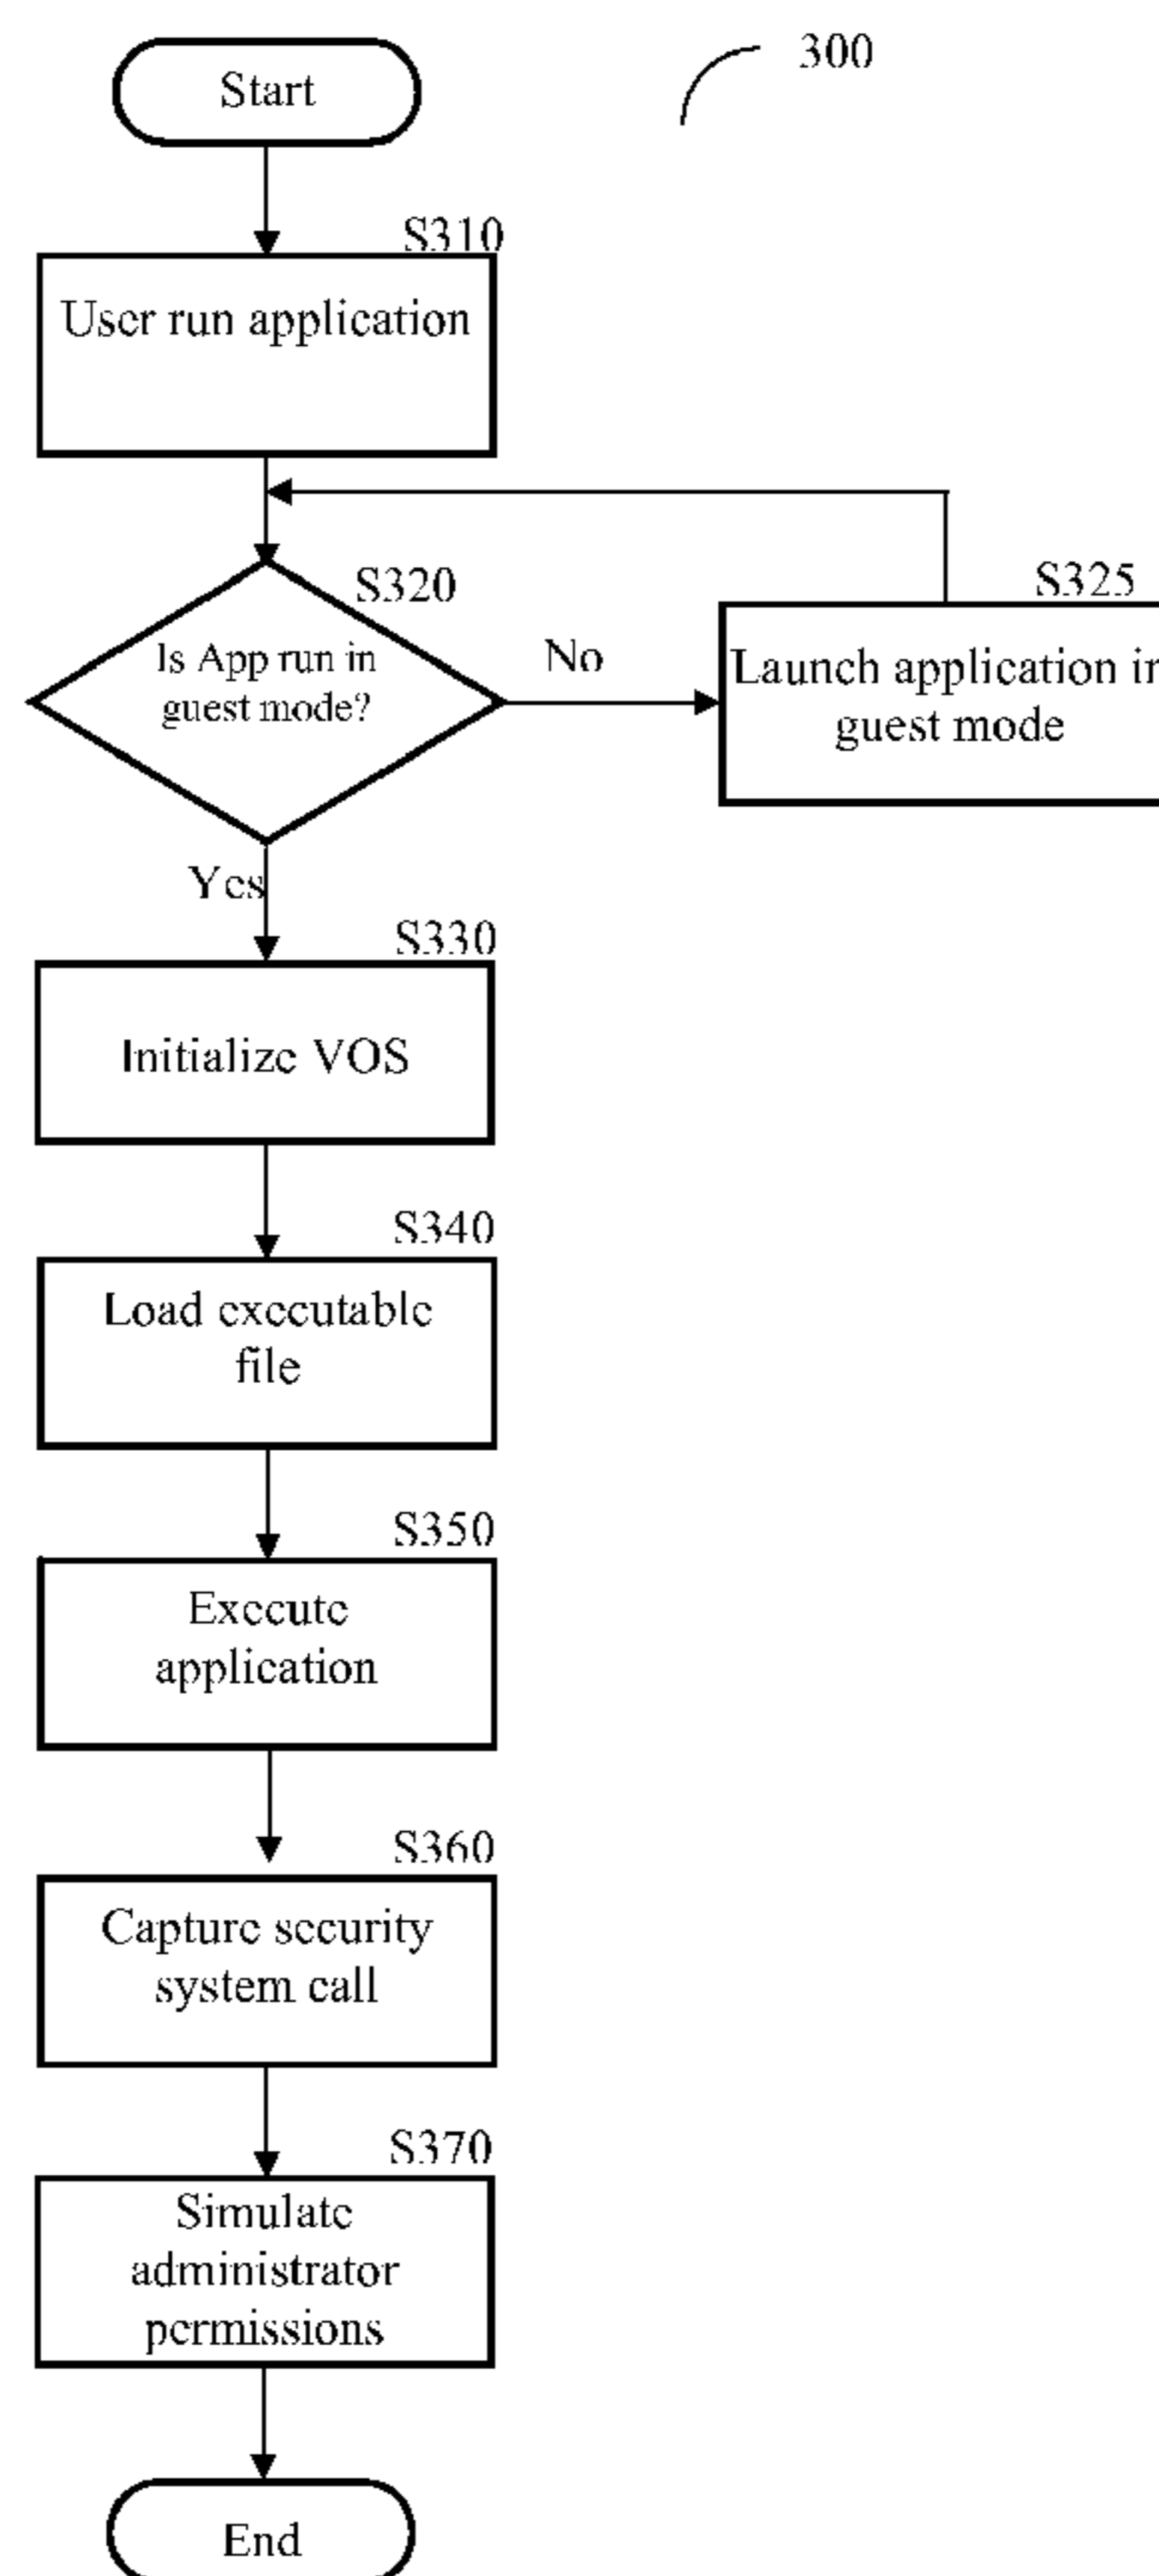 Start
300
S310
User run application
S320
Is App run in
guest mode?
No
S325
Launch application in
guest mode
Yes
S330
Initialize VOS
S340
Load executable
file
S350
Execute
application
S360
Capture security
system call
S370
Simulate
administrator
permissions
End